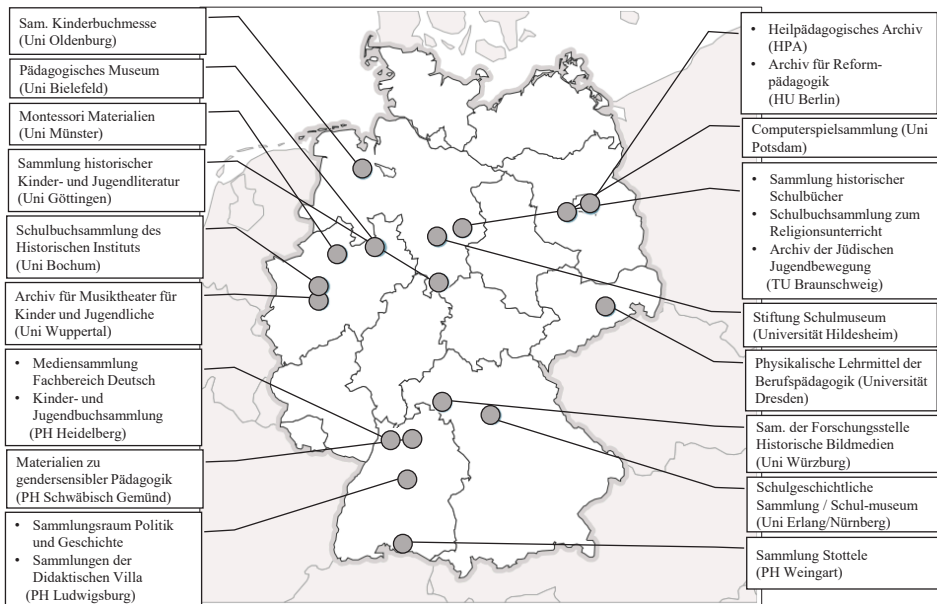 Sam. Kinderbuchmesse
(Uni Oldenburg)
Pädagogisches Museum
(Uni Bielefeld)
Montessori Materialien
(Uni Münster)
Sammlung historischer
Kinder- und Jugendliteratur
(Uni Göttingen)
Schulbuchsammlung des
Historischen Instituts
(Uni Bochum)
Archiv für Musiktheater für
Kinder und Jugendliche
(Uni Wuppertal)
• Mediensammlung
Fachbereich Deutsch
• Kinder- und
Jugendbuchsammlung
(PH Heidelberg)
Materialien zu
gendersensibler Pädagogik
(PH Schwäbisch Gemünd)
• Sammlungsraum Politik
und Geschichte
• Sammlungen der
Didaktischen Villa
(PH Ludwigsburg)
• Heilpädagogisches Archiv
(HPA)
• Archiv für Reform-
pädagogik
(HU Berlin)
Computerspielsammlung (Uni
Potsdam)
• Sammlung historischer
Schulbücher
• Schulbuchsammlung zum
Religionsunterricht
• Archiv der Jüdischen
Jugendbewegung
(TU Braunschweig)
Stiftung Schulmuseum
(Universität Hildesheim)
Physikalische Lehrmittel der
Berufspädagogik (Universität
Dresden)
Sam. der Forschungsstelle
Historische Bildmedien
(Uni Würzburg)
Schulgeschichtliche
Sammlung / Schul-museum
(Uni Erlang/Nürnberg)
Sammlung Stottele
(PH Weingart)